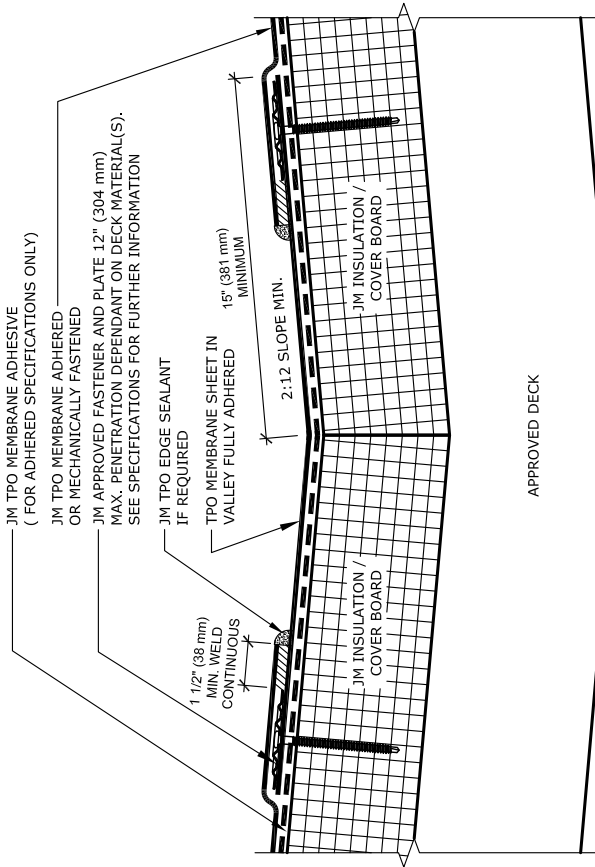 JM TPO MEMBRANE ADHESIVE
( FOR ADHERED SPECIFICATIONS ONLY)
JM TPO MEMBRANE ADHERED
OR MECHANICALLY FASTENED
JM APPROVED FASTENER AND PLATE 12" (304 mm)
MAX. PENETRATION DEPENDANT ON DECK MATERIAL(S).
SEE SPECIFICATIONS FOR FURTHER INFORMATION
JM TPO EDGE SEALANT
IF REQUIRED
TPO MEMBRANE SHEET IN
VALLEY FULLY ADHERED
1 1/2" (38 mm)
MIN. WELD
CONTINUOUS
15" (381 mm)
MINIMUM
2:12 SLOPE MIN.
JM INSULATION /
COVER BOARD
JM INSULATION /
COVER BOARD
APPROVED DECK